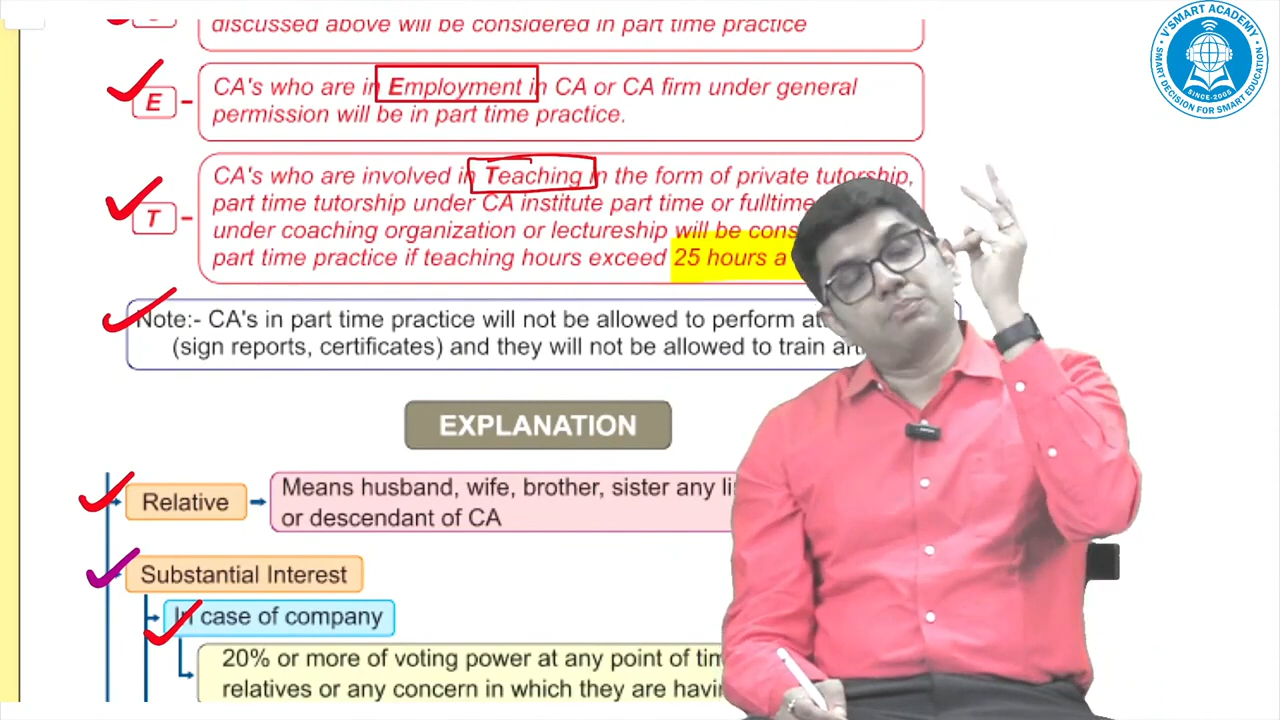 discussed above will be considered in part time practice
E - CA's who are in Employment in CA or CA firm under general
permission will be in part time practice.
T - CA's who are involved in Teaching in the form of private tutorship,
part time tutorship under CA institute part time or fulltime
under coaching organization or lectureship will be cons
part time practice if teaching hours exceed 25 hours a
Note:- CA's in part time practice will not be allowed to perform
(sign reports, certificates) and they will not be allowed to train
EXPLANATION
Relative
Means husband, wife, brother, sister any
or descendant of CA
Substantial Interest
In case of company
20% or more of voting power at any point of
relatives or any concern in which they are
V'SMART ACADEMY
SMART DECISION FOR SMART EDUCATION
SINCE-2005